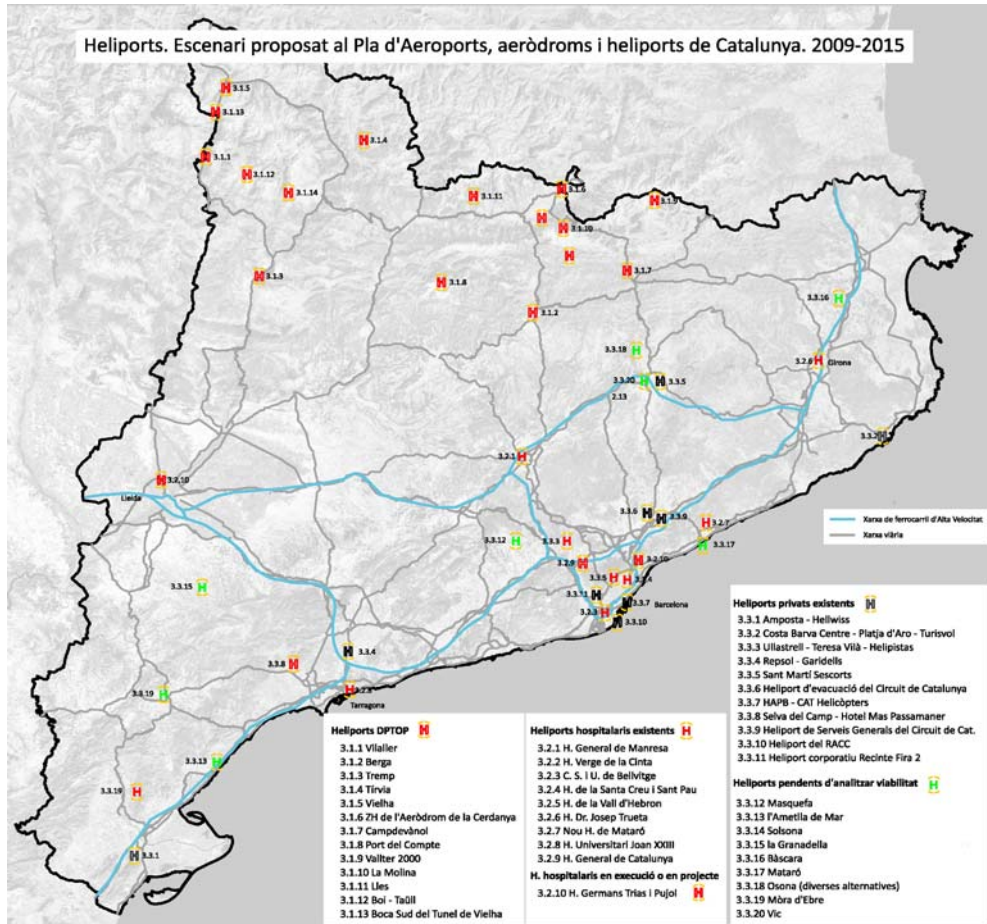 Heliports. Escenari proposat al Pla d'Aeroports, aeròdroms i heliports de Catalunya. 2009-2015
3.1.5
3.1.13
3.1.4
3.1.1
3.1.12
3.1.14
3.1.11
3.1.6
3.1.9
3.1.10
3.1.3
3.1.8
3.1.7
3.1.2
3.3.16
3.3.18
3.2.6
Girona
3.3.20
3.3.5
2.13
3.3.2
3.2.1
3.2.10
Lleida
3.3.6
3.3.9
3.2.7
3.3.12
3.3.3
3.3.17
3.2.9
3.2.10
3.3.15
3.3.11
3.3.7
Barcelona
3.2.3
3.3.10
3.3.4
3.3.8
3.3.19
3.2.8
Tarragona
3.3.13
3.3.19
3.3.1
Xarxa de ferrocarril d'Alta Velocitat
Xarxa viària
Heliports DPTOP H
3.1.1 Vilaller
3.1.2 Berga
3.1.3 Tremp
3.1.4 Tírvia
3.1.5 Vielha
3.1.6 ZH de l'Aeròdrom de la Cerdanya
3.1.7 Campdevànol
3.1.8 Port del Compte
3.1.9 Vallter 2000
3.1.10 La Molina
3.1.11 Lles
3.1.12 Boi - Taüll
3.1.13 Boca Sud del Tunel de Vielha
Heliports hospitalaris existents H
3.2.1 H. General de Manresa
3.2.2 H. Verge de la Cinta
3.2.3 C. S. i U. de Bellvitge
3.2.4 H. de la Santa Creu i Sant Pau
3.2.5 H. de la Vall d'Hebron
3.2.6 H. Dr. Josep Trueta
3.2.7 Nou H. de Mataró
3.2.8 H. Universitari Joan XXIII
3.2.9 H. General de Catalunya
H. hospitalaris en execució o en projecte
3.2.10 H. Germans Trias i Pujol H
Heliports privats existents H
3.3.1 Amposta - Hellwiss
3.3.2 Costa Barva Centre - Platja d'Aro - Turisvol
3.3.3 Ullastrell - Teresa Vilà - Helipistas
3.3.4 Repsol - Garidells
3.3.5 Sant Martí Sescorts
3.3.6 Heliport d'evacuació del Circuit de Catalunya
3.3.7 HAPB - CAT Helicòpters
3.3.8 Selva del Camp - Hotel Mas Passamaner
3.3.9 Heliport de Serveis Generals del Circuit de Cat.
3.3.10 Heliport del RACC
3.3.11 Heliport corporatiu Recinte Fira 2
Heliports pendents d'analitzar viabilitat H
3.3.12 Masquefa
3.3.13 l'Ametlla de Mar
3.3.14 Solsona
3.3.15 la Granadella
3.3.16 Bàscara
3.3.17 Mataró
3.3.18 Osona (diverses alternatives)
3.3.19 Mòra d'Ebre
3.3.20 Vic